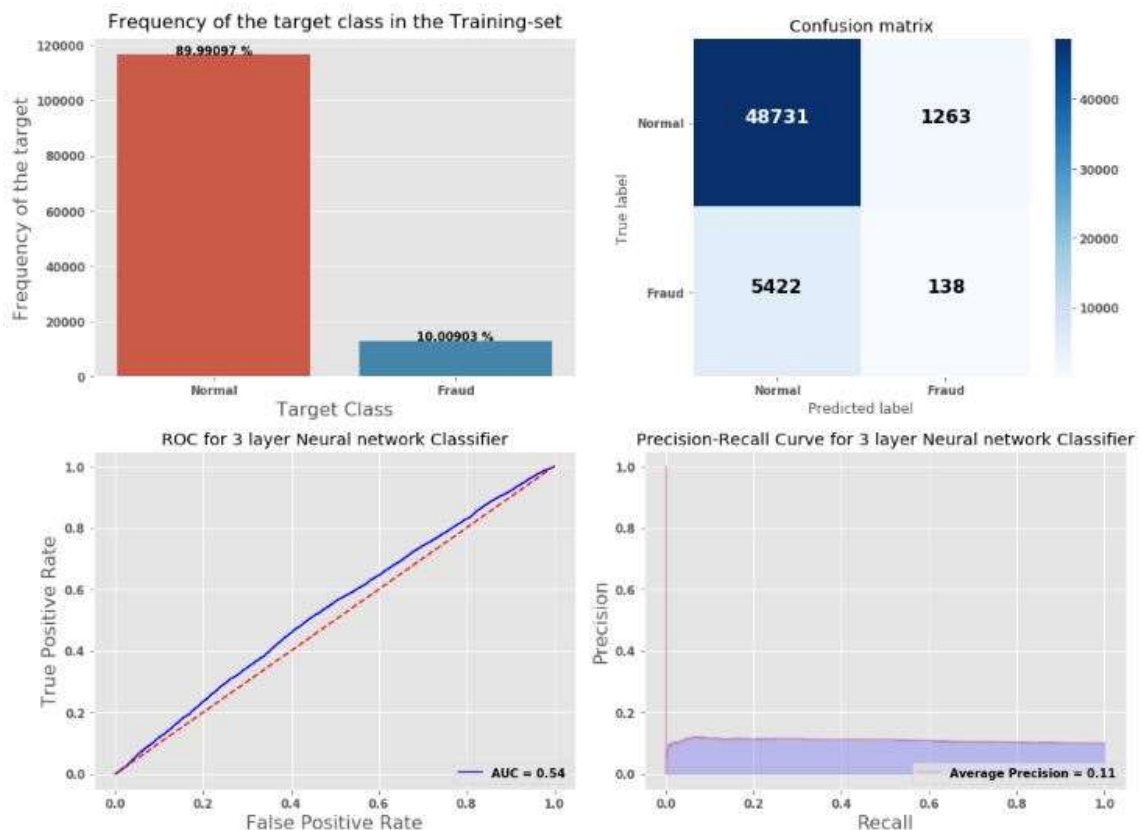 Frequency of the target class in the Training-set
120000
100000
80000
60000
40000
20000
0
Frequency of the target
89.99097 %
10.00903 %
Normal
Fraud
Target Class
Confusion matrix
Normal
Fraud
True label
48731
1263
5422
138
Normal
Fraud
Predicted label
40000
30000
20000
10000
ROC for 3 layer Neural network Classifier
1.0
0.8
0.6
0.4
0.2
0.0
True Positive Rate
AUC = 0.54
0.0
0.2
0.4
0.6
0.8
1.0
False Positive Rate
Precision-Recall Curve for 3 layer Neural network Classifier
1.0
0.8
0.6
0.4
0.2
0.0
Precision
Average Precision = 0.11
0.0
0.2
0.4
0.6
0.8
1.0
Recall